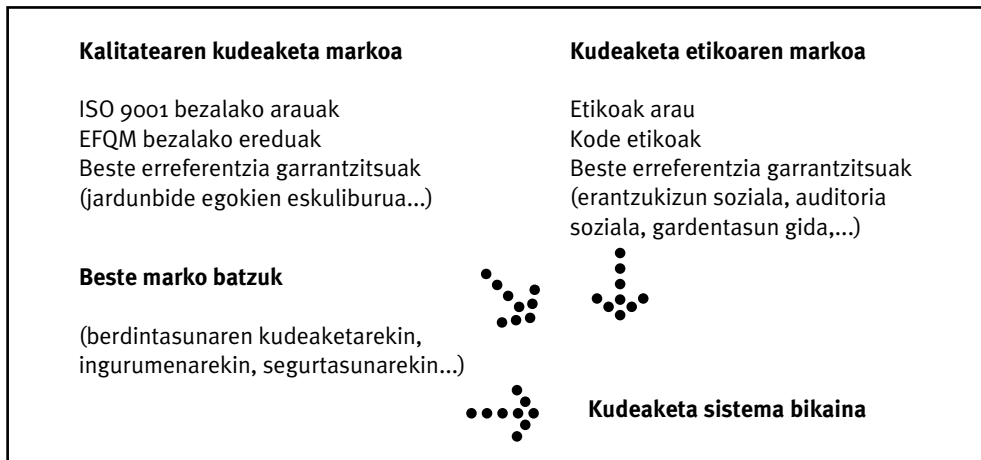 Kalitatearen kudeaketa markoa
ISO 9001 bezalako arauak
EFQM bezalako ereduak
Beste erreferentzia garrantzitsuak
(jardunbide egokien eskuliburua...)
Kudeaketa etikoaren markoa
Etikoak arau
Kode etikoak
Beste erreferentzia garrantzitsuak
(erantzukizun soziala, auditoria
soziala, gardentasun gida,...)
Beste marko batzuk
(berdintasunaren kudeaketarekin,
ingurumenarekin, segurtasunarekin...)
Kudeaketa sistema bikaina